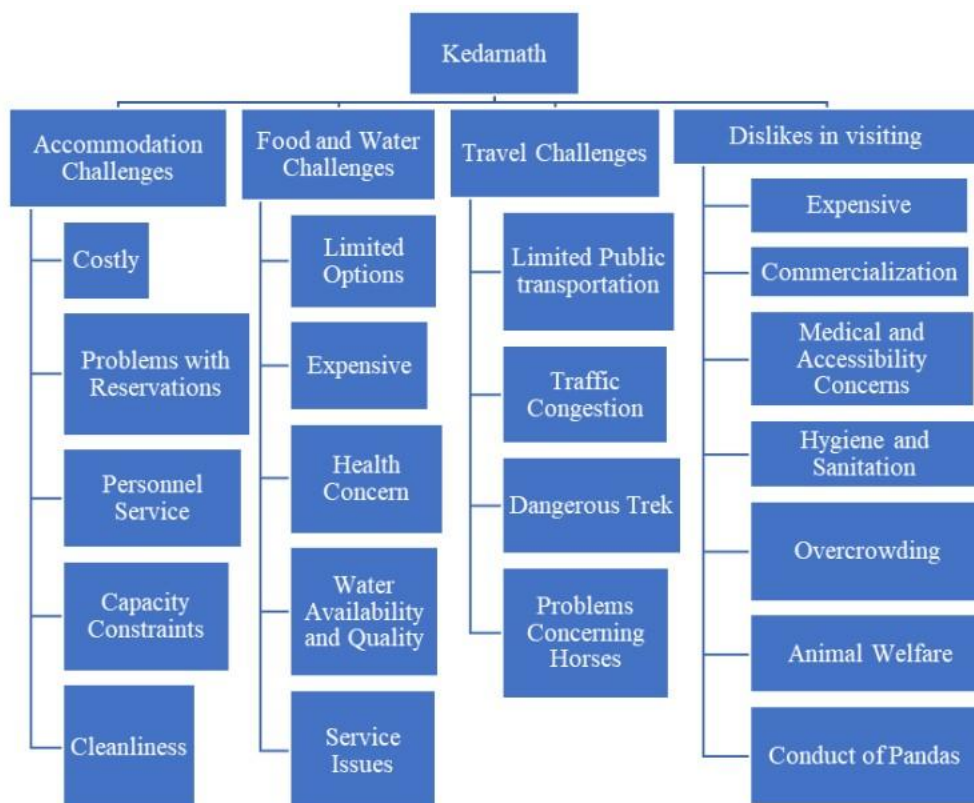 Kedarnath
Accommodation
Challenges
Costly
Problems with
Reservations
Personnel
Service
Capacity
Constraints
Cleanliness
Food and Water
Challenges
Limited
Options
Expensive
Health
Concern
Water
Availability
and Quality
Service
Issues
Travel Challenges
Limited Public
transportation
Traffic
Congestion
Dangerous Trek
Problems
Concerning
Horses
Dislikes in visiting
Expensive
Commercialization
Medical and
Accessibility
Concerns
Hygiene and
Sanitation
Overcrowding
Animal Welfare
Conduct of Pandas